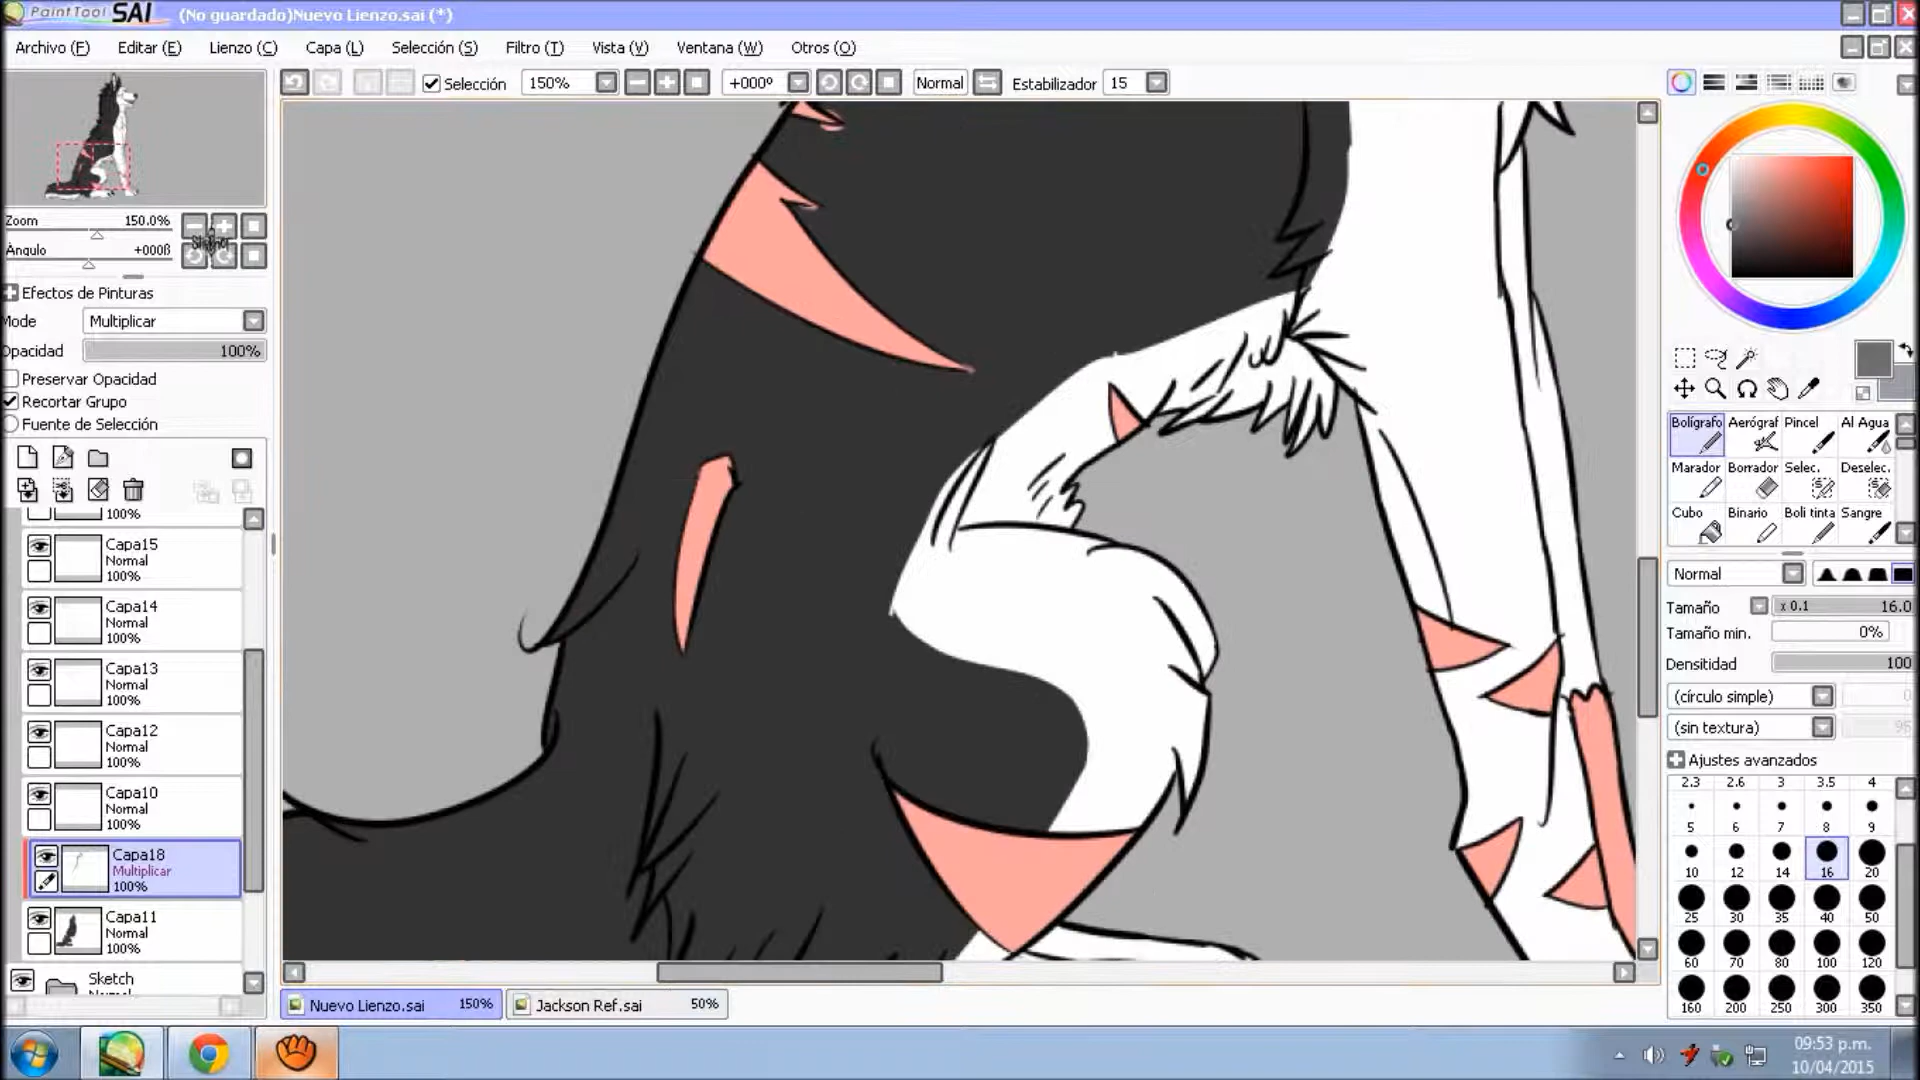 PaintTool SAI (No guardado)Nuevo Lienzo.sai (*)
Archivo (F) Editar (E) Lienzo (C) Capa (L) Selección (S) Filtro (T) Vista (V) Ventana (W) Otros (O)
Selección 150% +000º Normal Estabilizador 15
Zoom 150.0%
Ángulo +000ß
Efectos de Pinturas
Mode Multiplicar
Opacidad 100%
Preservar Opacidad
Recortar Grupo
Fuente de Selección
100%
Capa15
Normal
100%
Capa14
Normal
100%
Capa13
Normal
100%
Capa12
Normal
100%
Capa10
Normal
100%
Capa18
Multiplicar
100%
Capa11
Normal
100%
Sketch
Nuevo Lienzo.sai 150% Jackson Ref.sai 50%
Bolígrafo Aerógraf Pincel Al Agua
Marador Borrador Selec. Deselec.
Cubo Binario Boli tinta Sangre
Normal
Tamaño x 0.1 16.0
Tamaño min. 0%
Densitidad 100
(círculo simple) 0
(sin textura) 95
Ajustes avanzados
2.3 2.6 3 3.5 4
5 6 7 8 9
10 12 14 16 20
25 30 35 40 50
60 70 80 100 120
160 200 250 300 350
09:53 p.m.
10/04/2015